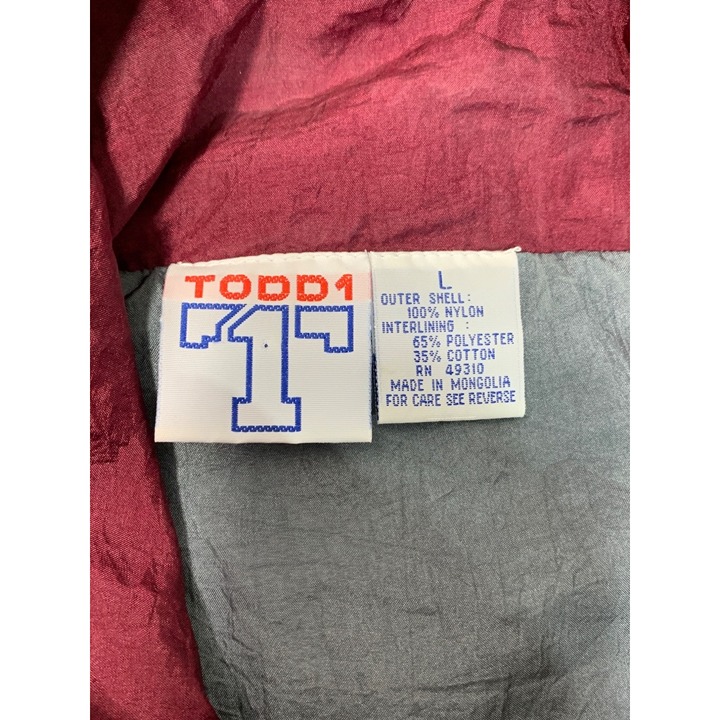 TODD1
T
L
OUTER SHELL:
100% NYLON
INTERLINING :
65% POLYESTER
35% COTTON
RN 49310
MADE IN MONGOLIA
FOR CARE SEE REVERSE